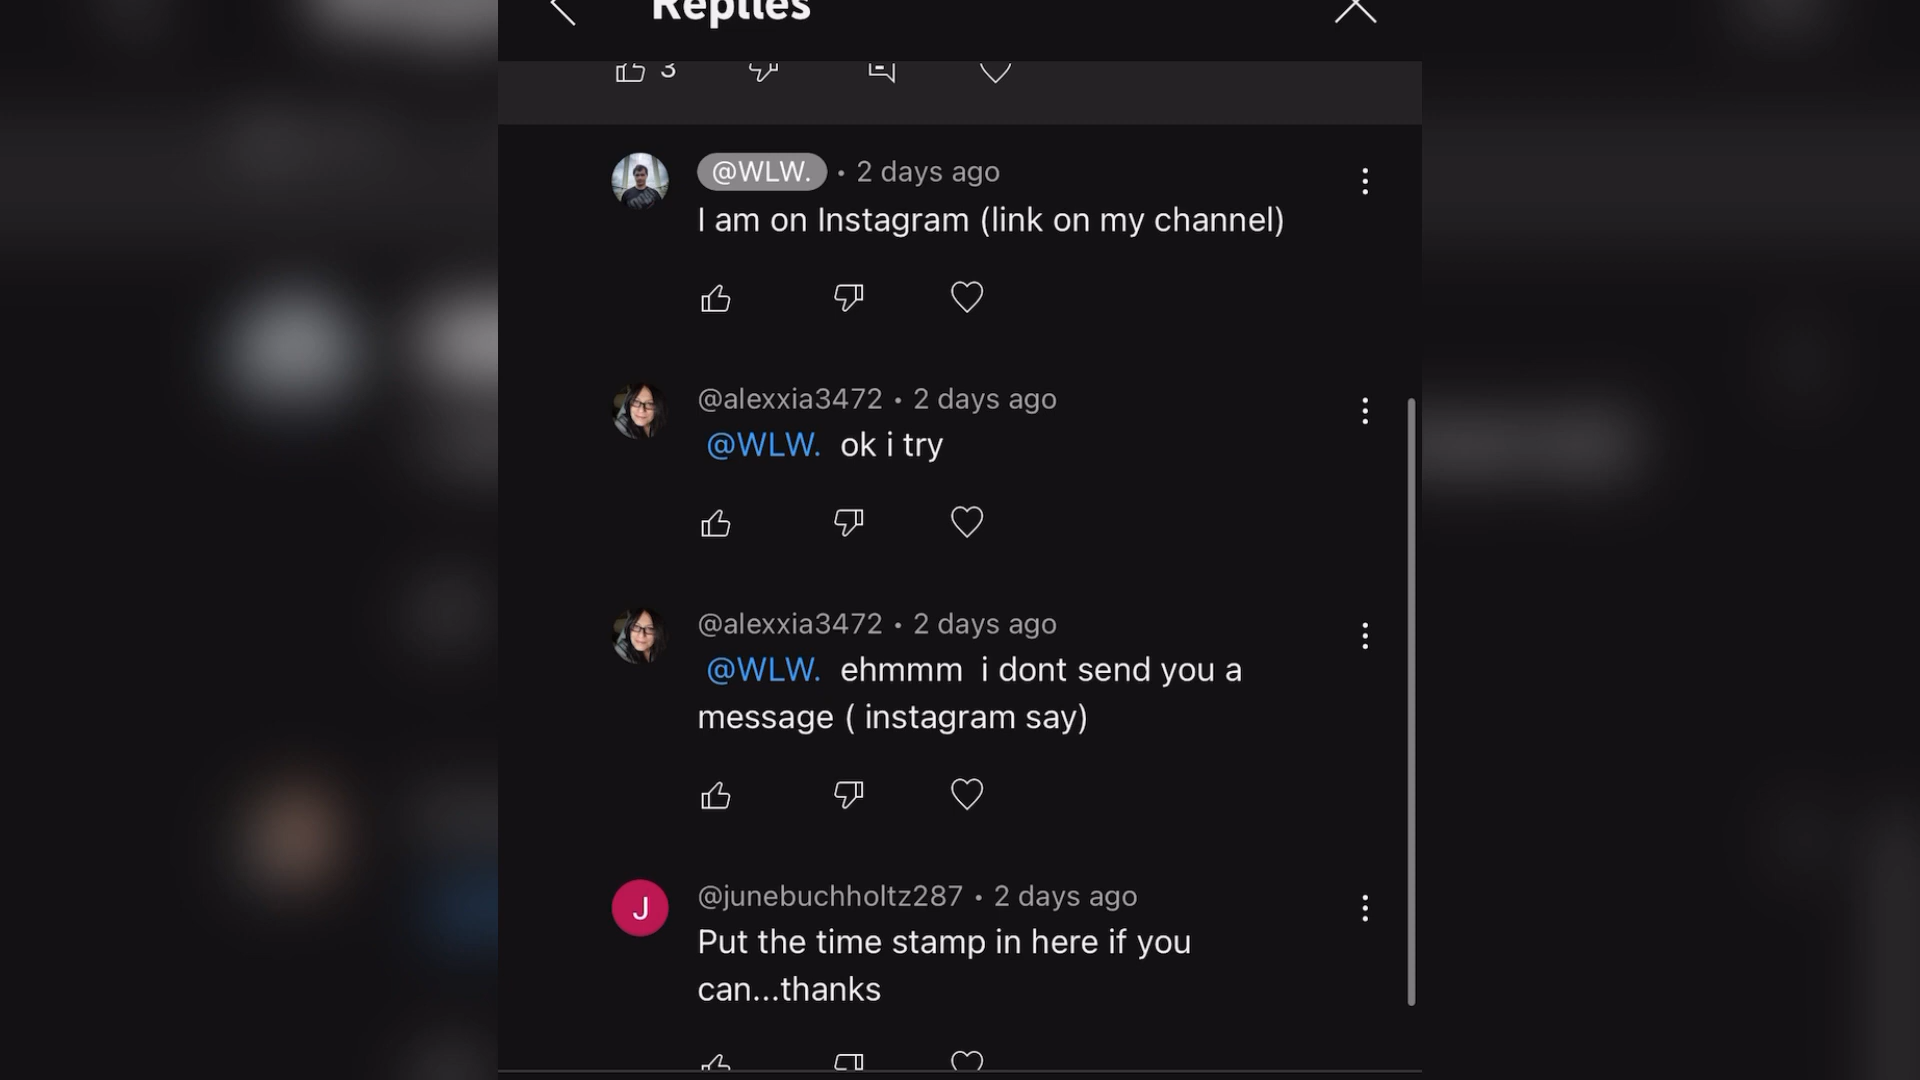 Replies
3
@WLW. • 2 days ago
I am on Instagram (link on my channel)
@alexxia3472 • 2 days ago
@WLW. ok i try
@alexxia3472 • 2 days ago
@WLW. ehmmm i dont send you a
message ( instagram say)
J
@junebuchholtz287 • 2 days ago
Put the time stamp in here if you
can...thanks